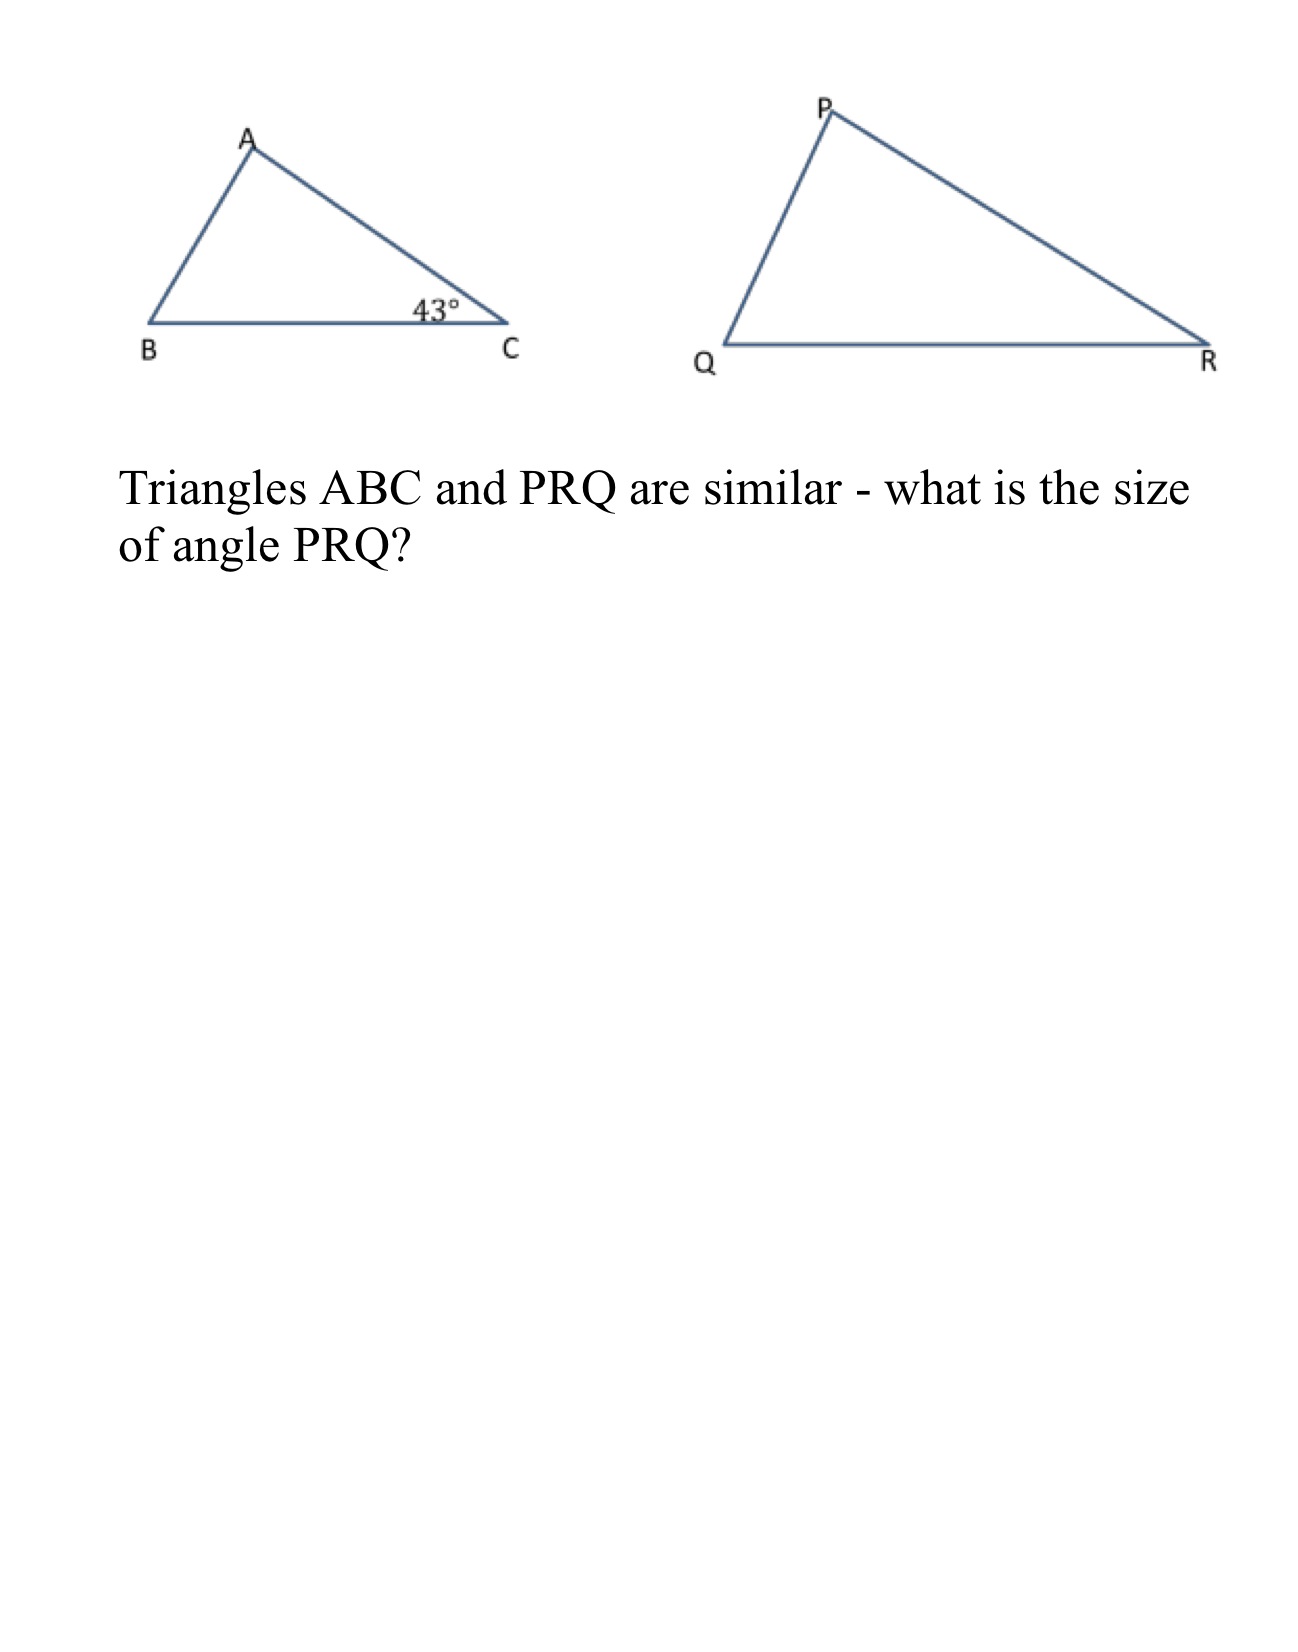 P
A
43°
B
C
Q
R
Triangles ABC and PRQ are similar - what is the size
of angle PRQ?